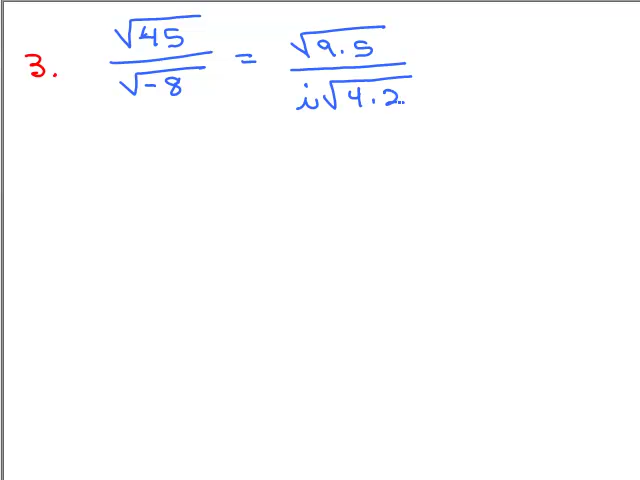 3. √45 / √-8 = √9·5 / i√4·2